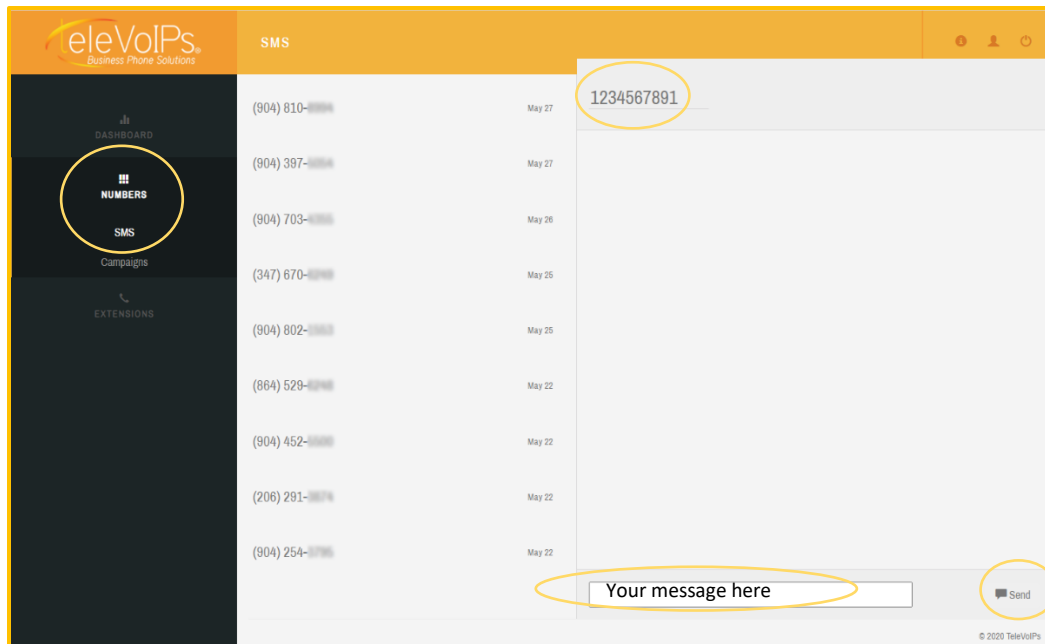 teleVoIPs®
Business Phone Solutions
SMS
DASHBOARD
NUMBERS
SMS
Campaigns
EXTENSIONS
(904) 810-
May 27
(904) 397-
May 27
(904) 703-
May 26
(347) 670-
May 25
(904) 802-
May 25
(864) 529-
May 22
(904) 452-
May 22
(206) 291-
May 22
(904) 254-
May 22
1234567891
Your message here
Send
© 2020 TeleVoIPs